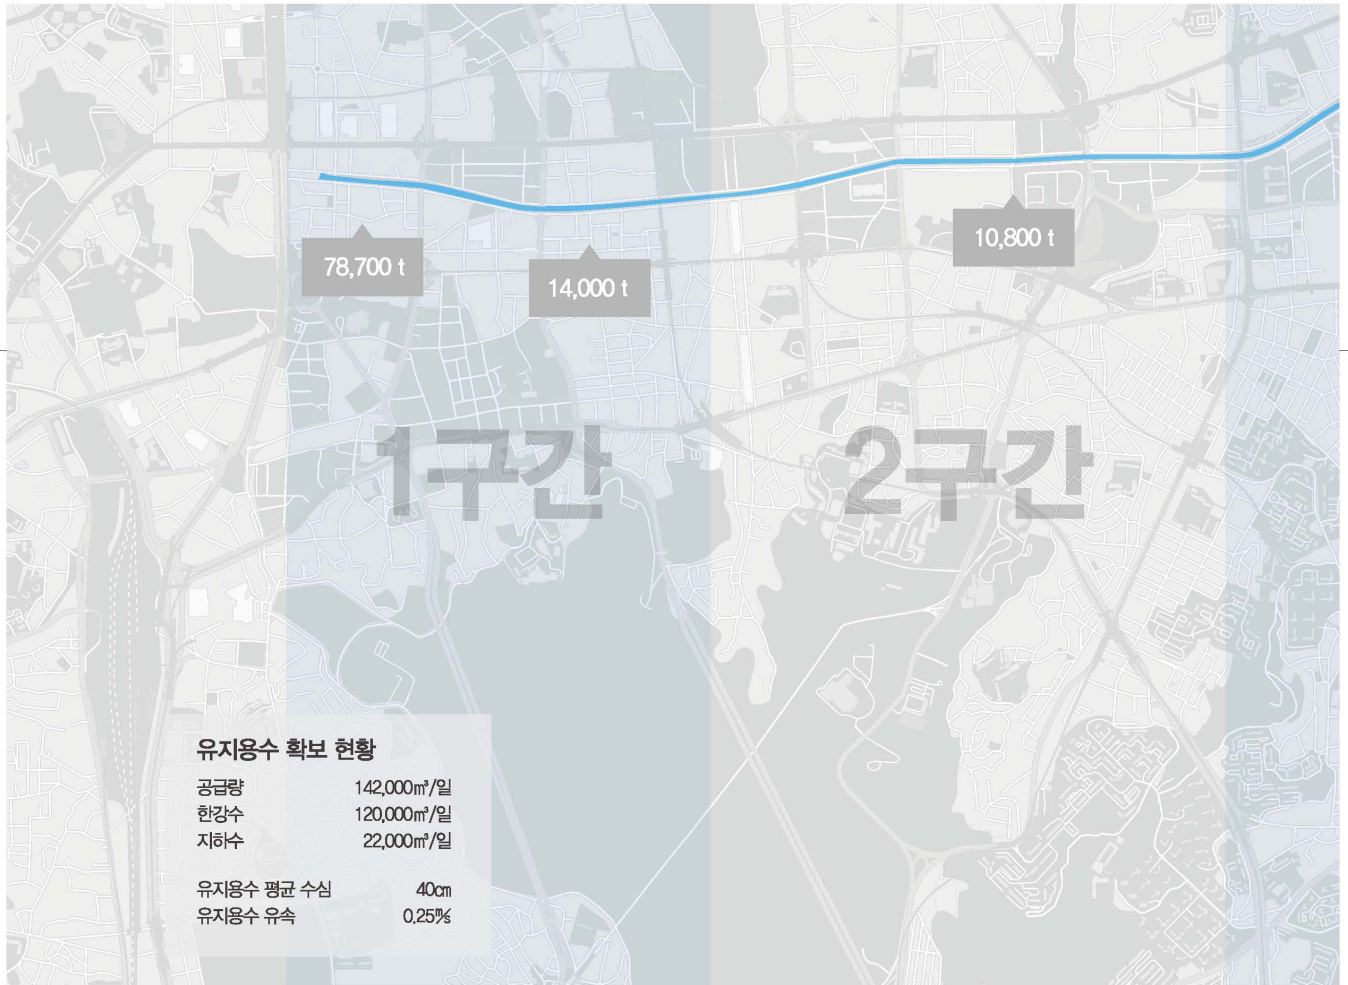 78,700 t
14,000 t
10,800 t
1구간
2구간
유지용수 확보 현황
공급량 142,000㎥/일
한강수 120,000㎥/일
지하수 22,000㎥/일
유지용수 평균 수심 40㎝
유지용수 유속 0.25㎧